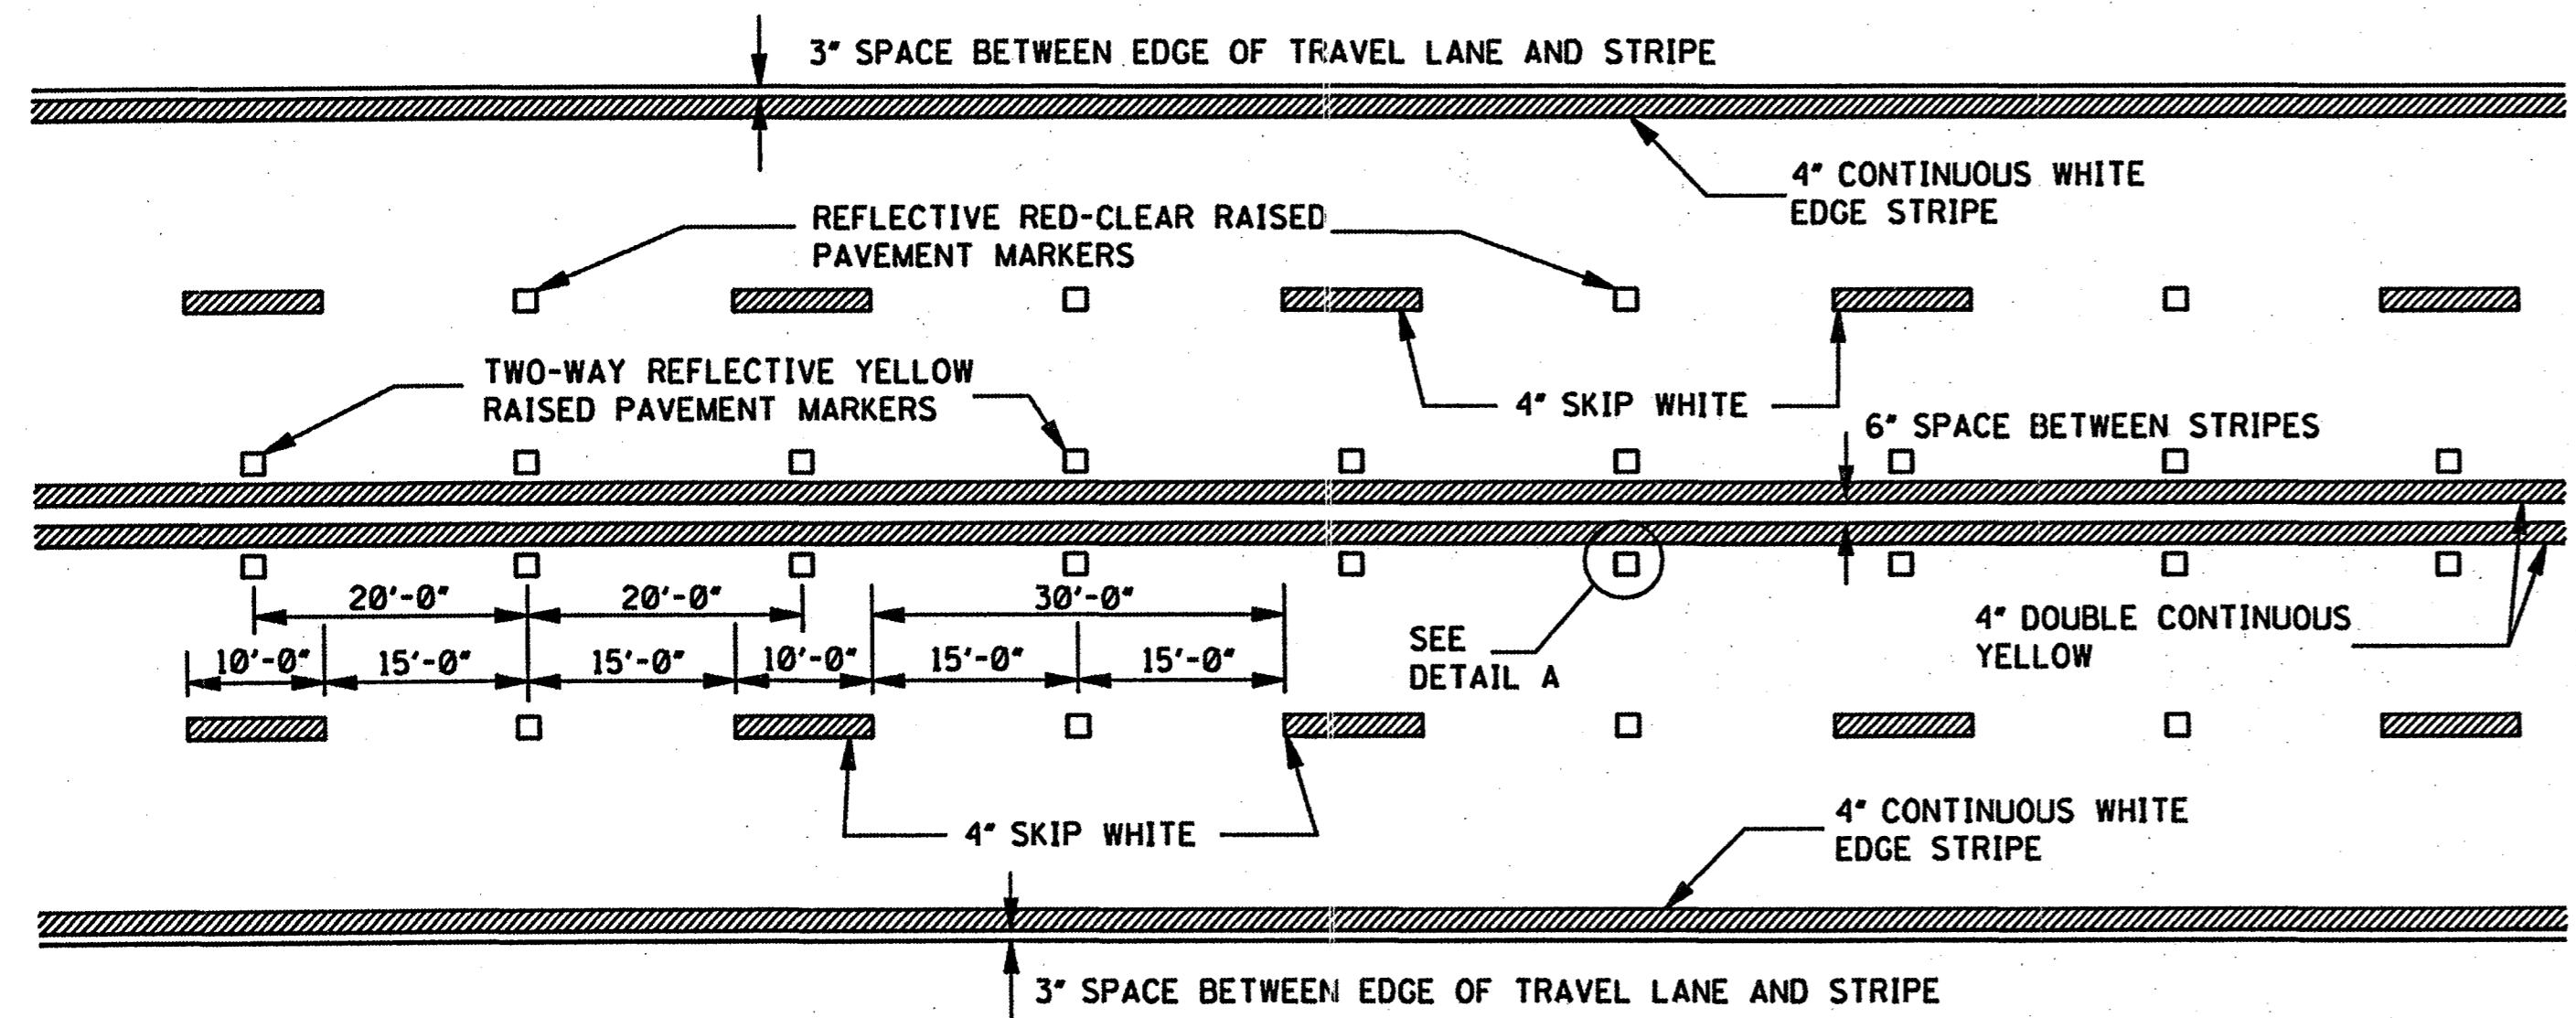 3" SPACE BETWEEN EDGE OF TRAVEL LANE AND STRIPE
4" CONTINUOUS WHITE
EDGE STRIPE
REFLECTIVE RED-CLEAR RAISED
PAVEMENT MARKERS
TWO-WAY REFLECTIVE YELLOW
RAISED PAVEMENT MARKERS
4" SKIP WHITE
6" SPACE BETWEEN STRIPES
20'-0" 20'-0" 30'-0"
10'-0" 15'-0" 15'-0" 10'-0" 15'-0" 15'-0"
SEE
DETAIL A
4" DOUBLE CONTINUOUS
YELLOW
4" SKIP WHITE
4" CONTINUOUS WHITE
EDGE STRIPE
3" SPACE BETWEEN EDGE OF TRAVEL LANE AND STRIPE